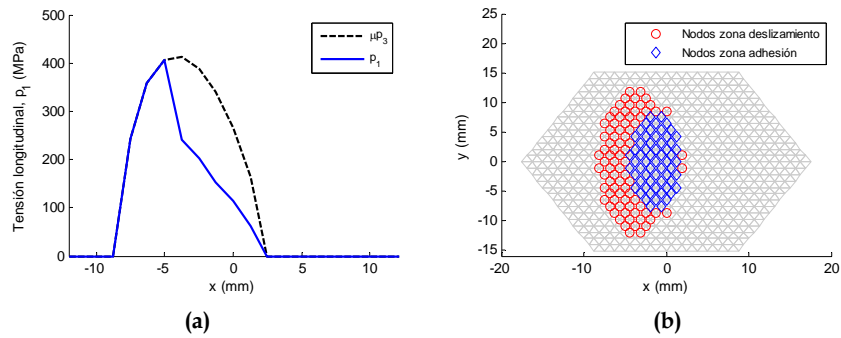 500
400
300
200
100
0
-10
-5
0
5
10
Tensión longitudinal, p1 (MPa)
x (mm)
μp3
p1
(a)
25
20
15
10
5
0
-5
-10
-15
-20
-10
0
10
20
y (mm)
x (mm)
Nodos zona deslizamiento
Nodos zona adhesión
(b)